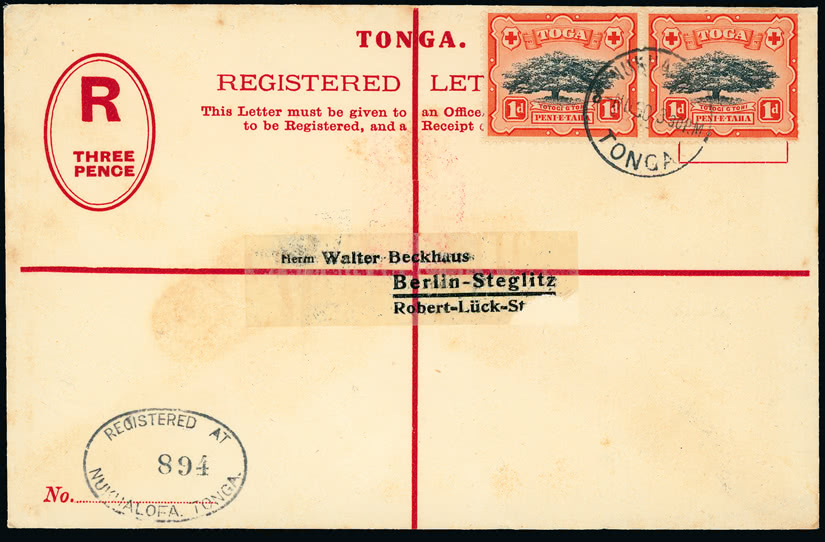 TONGA.
REGISTERED LET
This Letter must be given to an Office
to be Registered, and a Receipt
R
THREE
PENCE
TOGA
TOTOGI O TONI
1d 1d
PENI-E-TAHA
TOGA
1d 1d
PENI-E-TAHA
TONGA
Herrn Walter Beckhaus
Berlin-Steglitz
Robert-Lück-St
REGISTERED AT
894
NUKUALOFA. TONGA.
No.